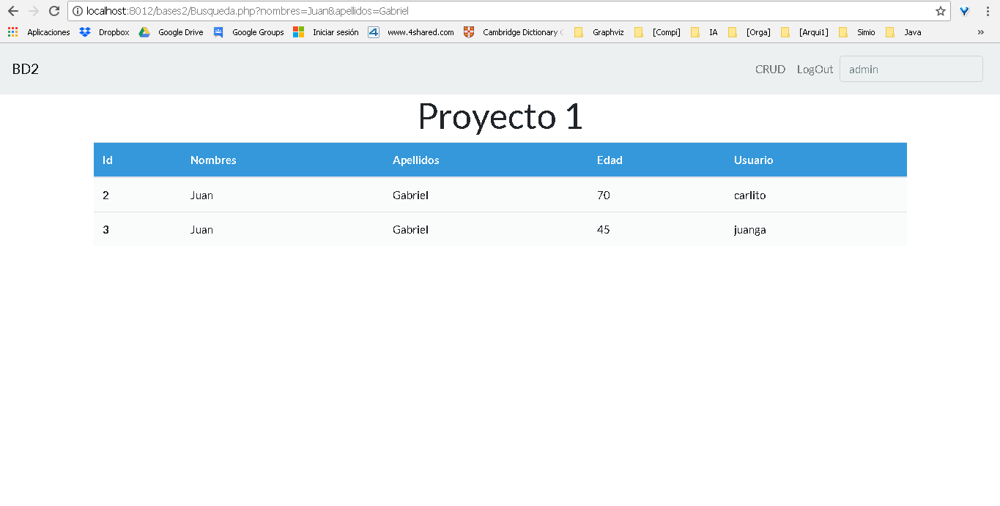 localhost:8012/bases2/Busqueda.php?nombres=Juan&apellidos=Gabriel
Aplicaciones Dropbox Google Drive Google Groups Iniciar sesión 4 www.4shared.com Cambridge Dictionary Graphviz [Compi] IA [Orga] [Arqui1] Simio Java »
BD2 CRUD LogOut admin
Proyecto 1
Id Nombres Apellidos Edad Usuario
2 Juan Gabriel 70 carlito
3 Juan Gabriel 45 juanga